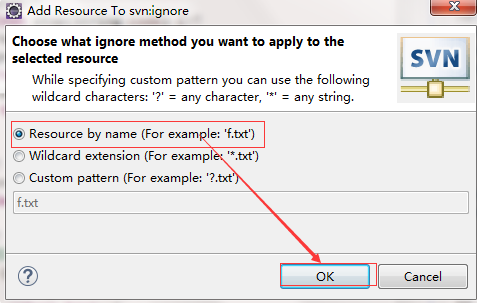 Add Resource To svn:ignore
Choose what ignore method you want to apply to the
selected resource
While specifying custom pattern you can use the following
wildcard characters: '?' = any character, '*' = any string.
SVN
Resource by name (For example: 'f.txt')
Wildcard extension (For example: '*.txt')
Custom pattern (For example: '?.txt')
f.txt
?
OK
Cancel